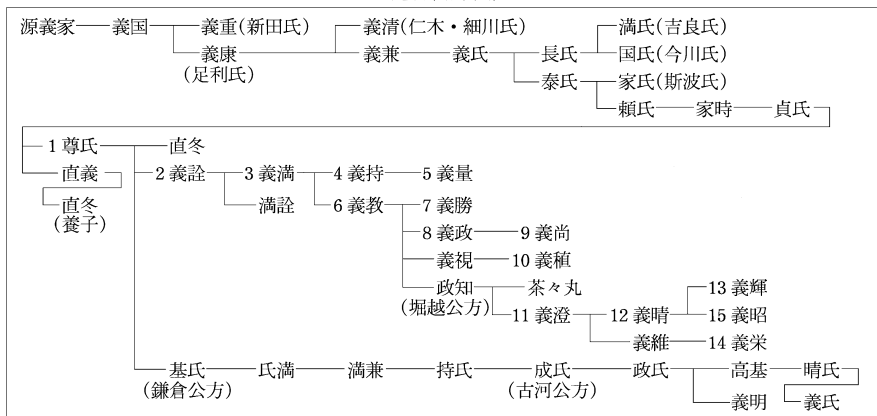 源義家 義国 義重(新田氏) 義清(仁木・細川氏) 満氏(吉良氏)
義康 義兼 義氏 長氏 国氏(今川氏)
(足利氏)
泰氏 家氏(斯波氏)
頼氏 家時 貞氏
1 尊氏 直冬
直義 2 義詮 3 義満 4 義持 5 義量
直冬 満詮 6 義教 7 義勝
(養子)
8 義政 9 義尚
義視 10 義稙
政知 茶々丸 13 義輝
(堀越公方)
11 義澄 12 義晴 15 義昭
義維 14 義栄
基氏 氏満 満兼 持氏 成氏 政氏 高基 晴氏
(鎌倉公方) (古河公方)
義明 義氏